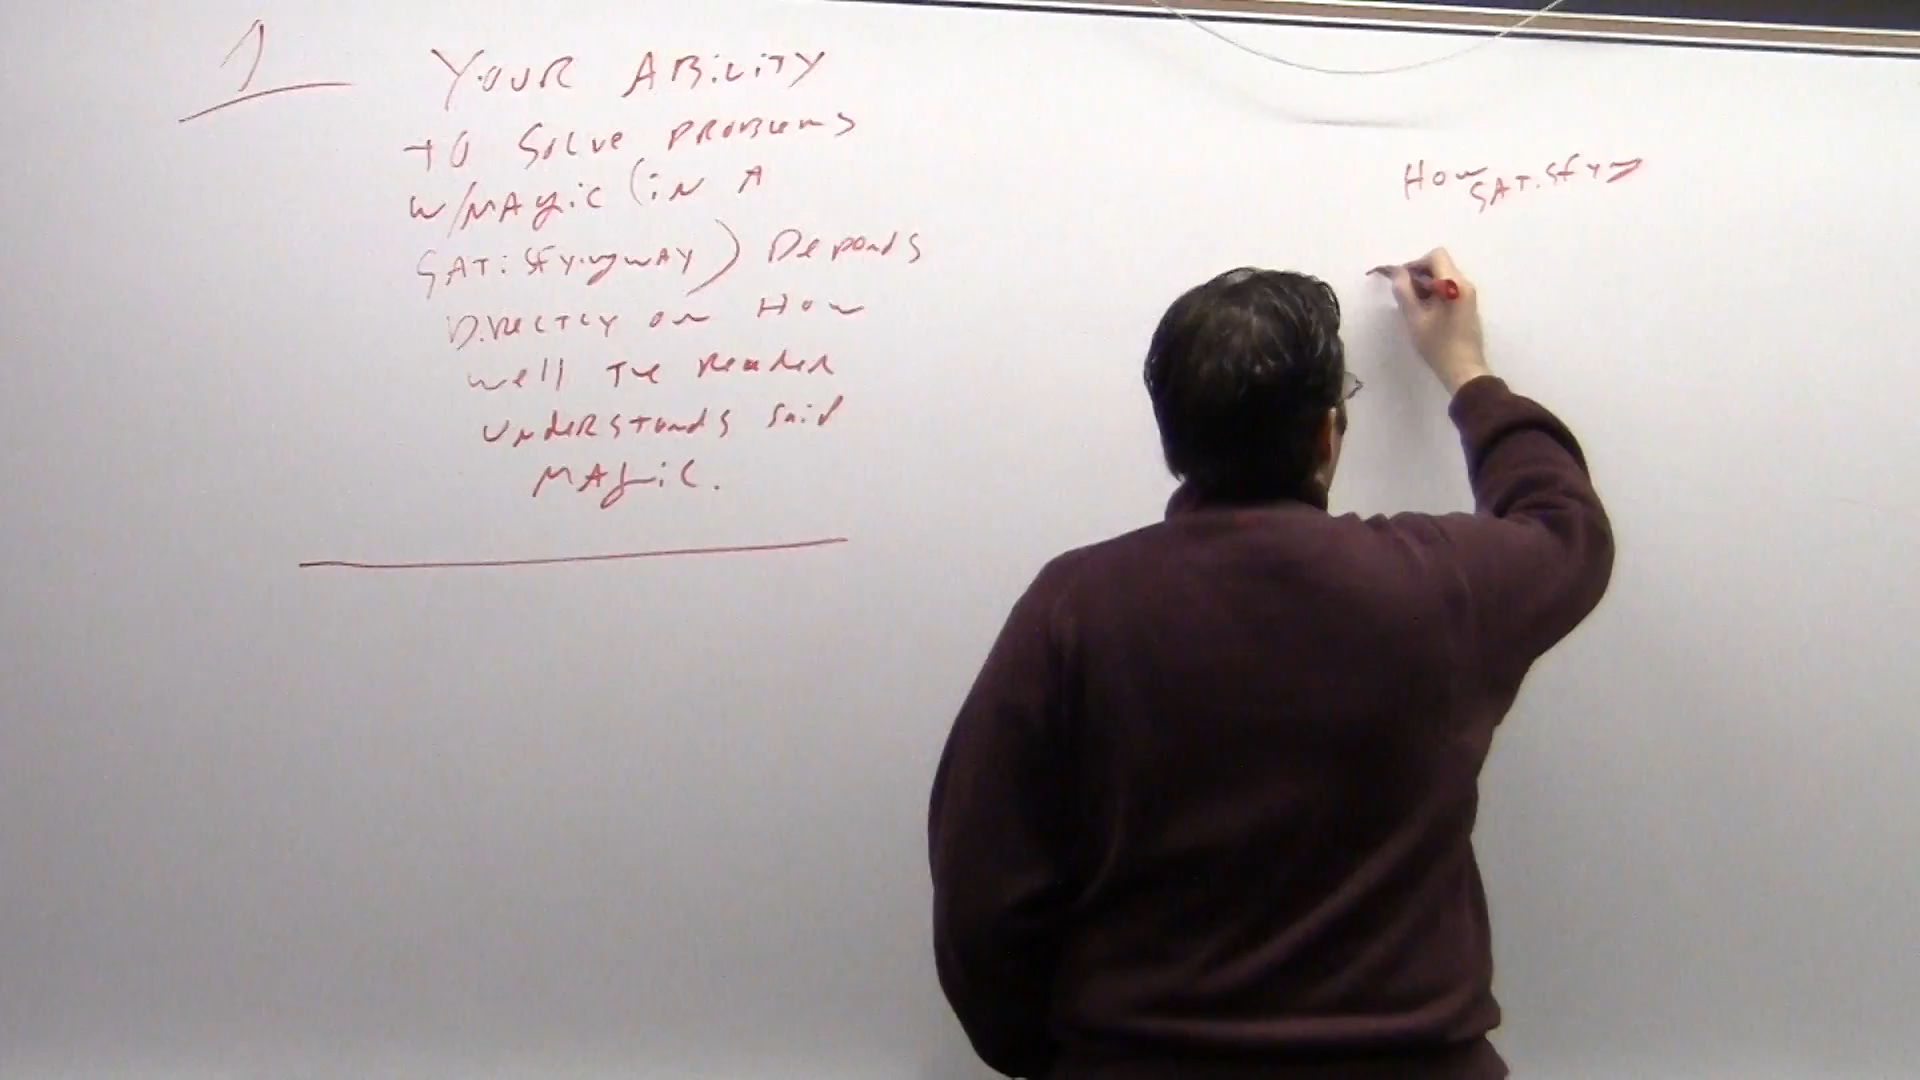 1
YOUR ABILITY
TO SOLVE PROBLEMS
W/MAGIC (IN A
SATISFYING WAY) Depends
DIRECTLY ON HOW
well THE Reader
UNDERSTANDS said
MAGIC.
HOW
SATISFYING